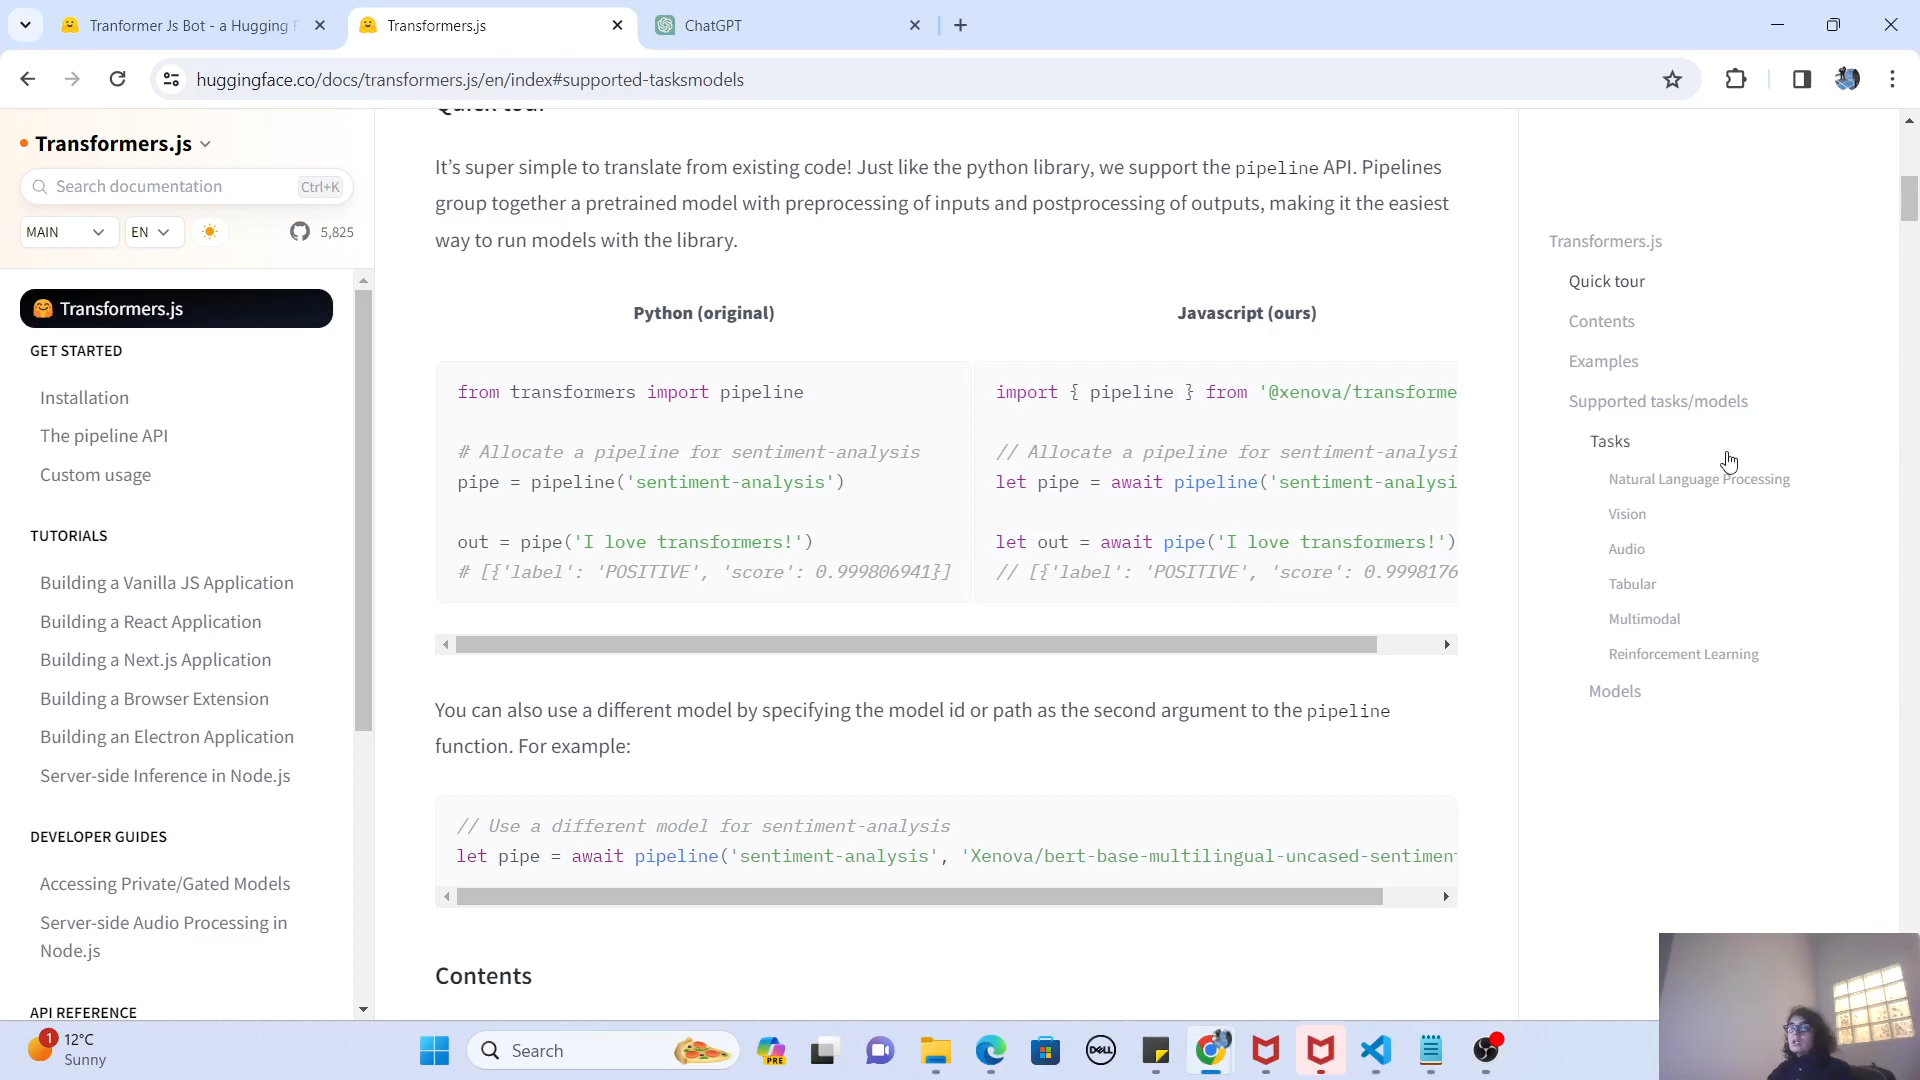 Tranformer Js Bot - a Hugging F
Transformers.js
ChatGPT
huggingface.co/docs/transformers.js/en/index#supported-tasksmodels
Transformers.js
Search documentation
Ctrl+K
MAIN
EN
5,825
Transformers.js
GET STARTED
Installation
The pipeline API
Custom usage
TUTORIALS
Building a Vanilla JS Application
Building a React Application
Building a Next.js Application
Building a Browser Extension
Building an Electron Application
Server-side Inference in Node.js
DEVELOPER GUIDES
Accessing Private/Gated Models
Server-side Audio Processing in
Node.js
API REFERENCE
Quick tour
It's super simple to translate from existing code! Just like the python library, we support the pipeline API. Pipelines
group together a pretrained model with preprocessing of inputs and postprocessing of outputs, making it the easiest
way to run models with the library.
Python (original)
from transformers import pipeline
# Allocate a pipeline for sentiment-analysis
pipe = pipeline('sentiment-analysis')
out = pipe('I love transformers!')
# [{'label': 'POSITIVE', 'score': 0.999806941}]
Javascript (ours)
import { pipeline } from '@xenova/transforme
// Allocate a pipeline for sentiment-analysi
let pipe = await pipeline('sentiment-analysi
let out = await pipe('I love transformers!')
// [{'label': 'POSITIVE', 'score': 0.9998176
You can also use a different model by specifying the model id or path as the second argument to the pipeline
function. For example:
// Use a different model for sentiment-analysis
let pipe = await pipeline('sentiment-analysis', 'Xenova/bert-base-multilingual-uncased-sentimen
Contents
Transformers.js
Quick tour
Contents
Examples
Supported tasks/models
Tasks
Natural Language Processing
Vision
Audio
Tabular
Multimodal
Reinforcement Learning
Models
1
12°C
Sunny
Search
PRE
DELL